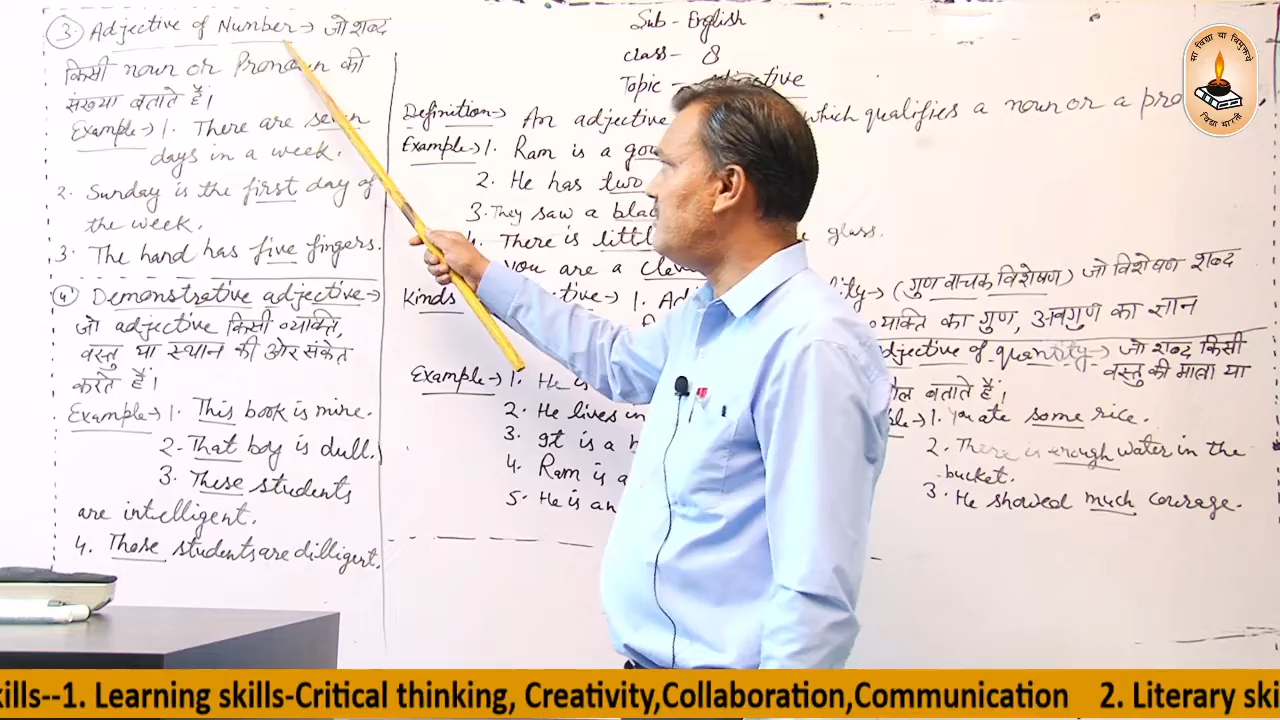 ③ Adjective of Number → जो शब्द
किसी noun or Pronoun की
संख्या बताते हैं।
Example → 1. There are seven
days in a week.
2. Sunday is the first day of
the week.
3. The hand has five fingers.
④ Demonstrative adjective →
जो adjective किसी व्यक्ति,
वस्तु या स्थान की ओर संकेत
करते हैं।
Example → 1. This book is mine.
2. That boy is dull.
3. These students
are intelligent.
4. Those students are dilligent.
Sub - English
Class - 8
Topic - adjective
Definition → An adjective which qualifies a noun or a
Example → 1. Ram is a
2. He has two
3. They saw a
4. There is glass.
You are a
Kinds 1. (गुण वाचक विशेषण) जो विशेषण शब्द
व्यक्ति का गुण, अवगुण का ज्ञान
Example → 1. He
2. He lives in
3. It is a
4. Ram is a
5. He is an
of quantity → जो शब्द किसी
वस्तु की मात्रा या
बताते हैं।
1. You ate some rice.
2. There is enough water in the
bucket.
3. He showed much courage.
सा विद्या या विमुक्तये
विद्या भारती
1. Learning skills-Critical thinking, Creativity,Collaboration,Communication 2. Literary